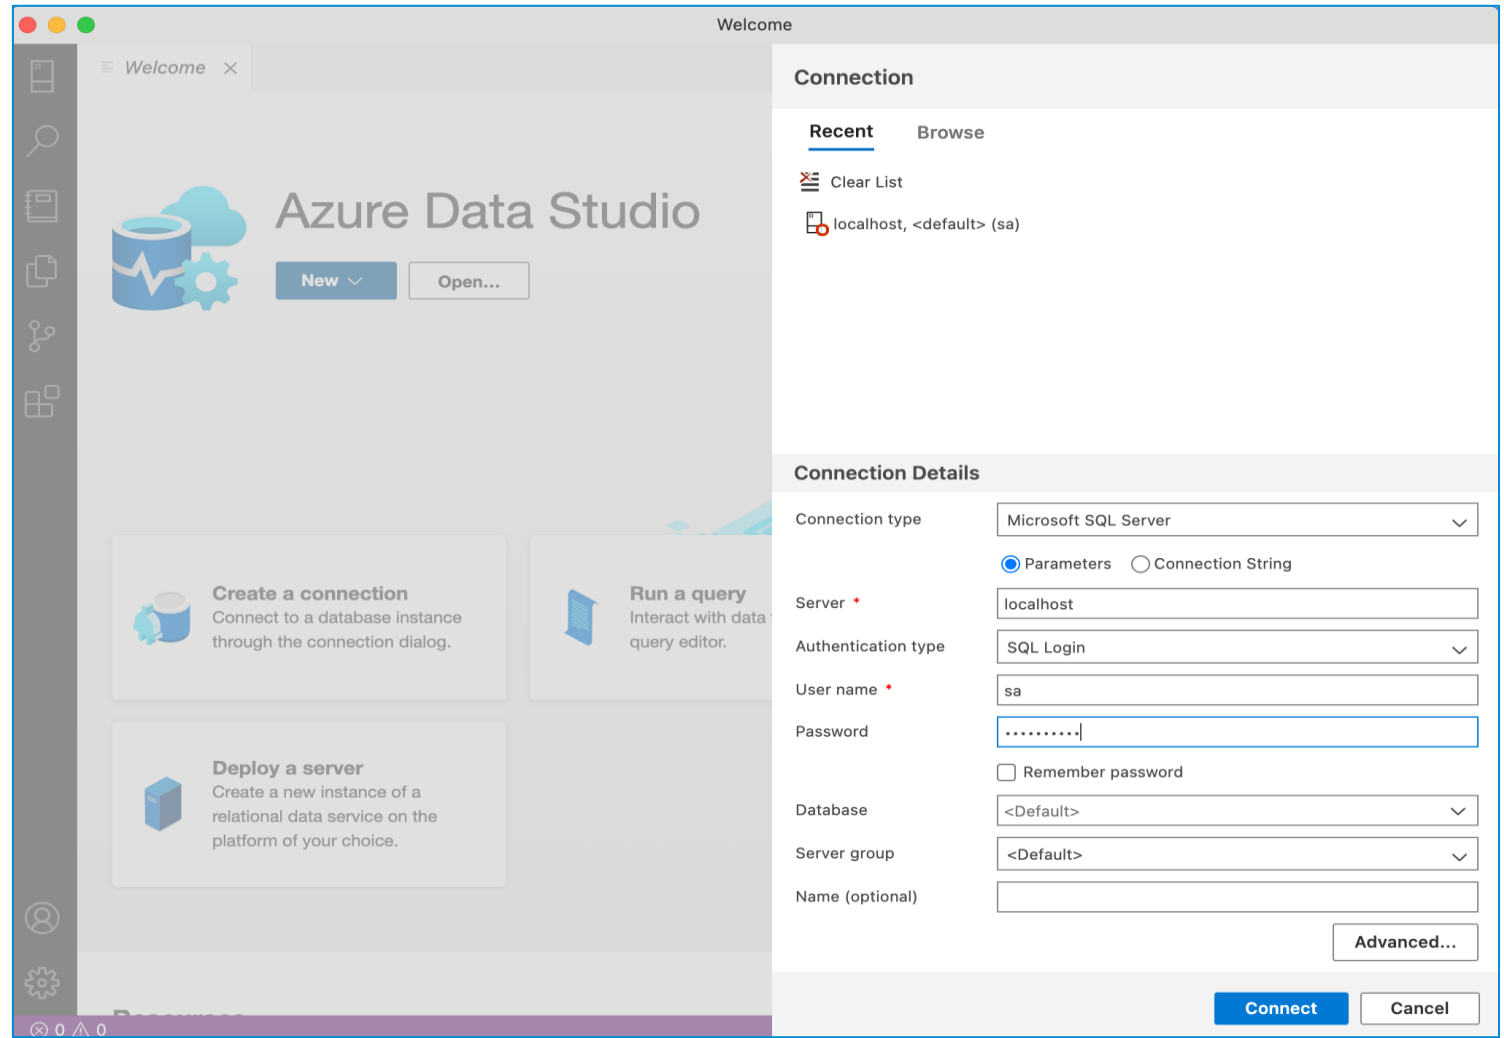 Welcome
Welcome
Azure Data Studio
New
Open...
Create a connection
Connect to a database instance
through the connection dialog.
Run a query
Interact with data
query editor.
Deploy a server
Create a new instance of a
relational data service on the
platform of your choice.
Resources
0 0
Connection
Recent Browse
Clear List
localhost, <default> (sa)
Connection Details
Connection type Microsoft SQL Server
Parameters Connection String
Server * localhost
Authentication type SQL Login
User name * sa
Password ••••••••••
Remember password
Database <Default>
Server group <Default>
Name (optional)
Advanced...
Connect Cancel